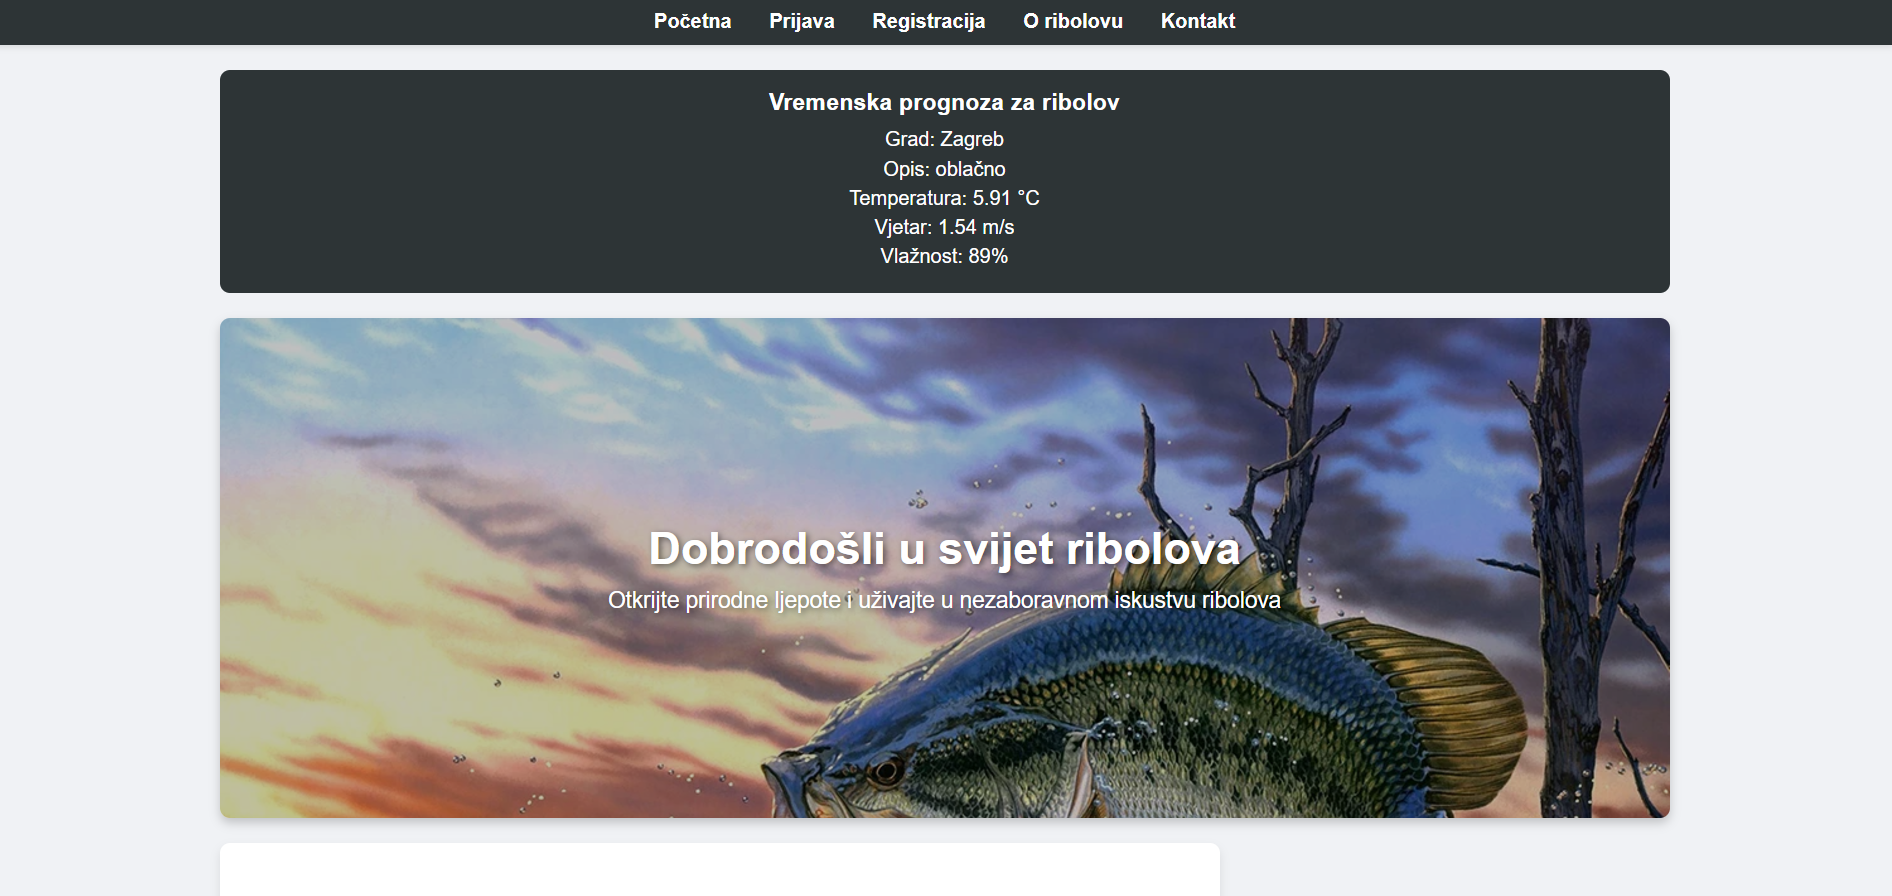 Početna Prijava Registracija O ribolovu Kontakt
Vremenska prognoza za ribolov
Grad: Zagreb
Opis: oblačno
Temperatura: 5.91 °C
Vjetar: 1.54 m/s
Vlažnost: 89%
Dobrodošli u svijet ribolova
Otkrijte prirodne ljepote i uživajte u nezaboravnom iskustvu ribolova